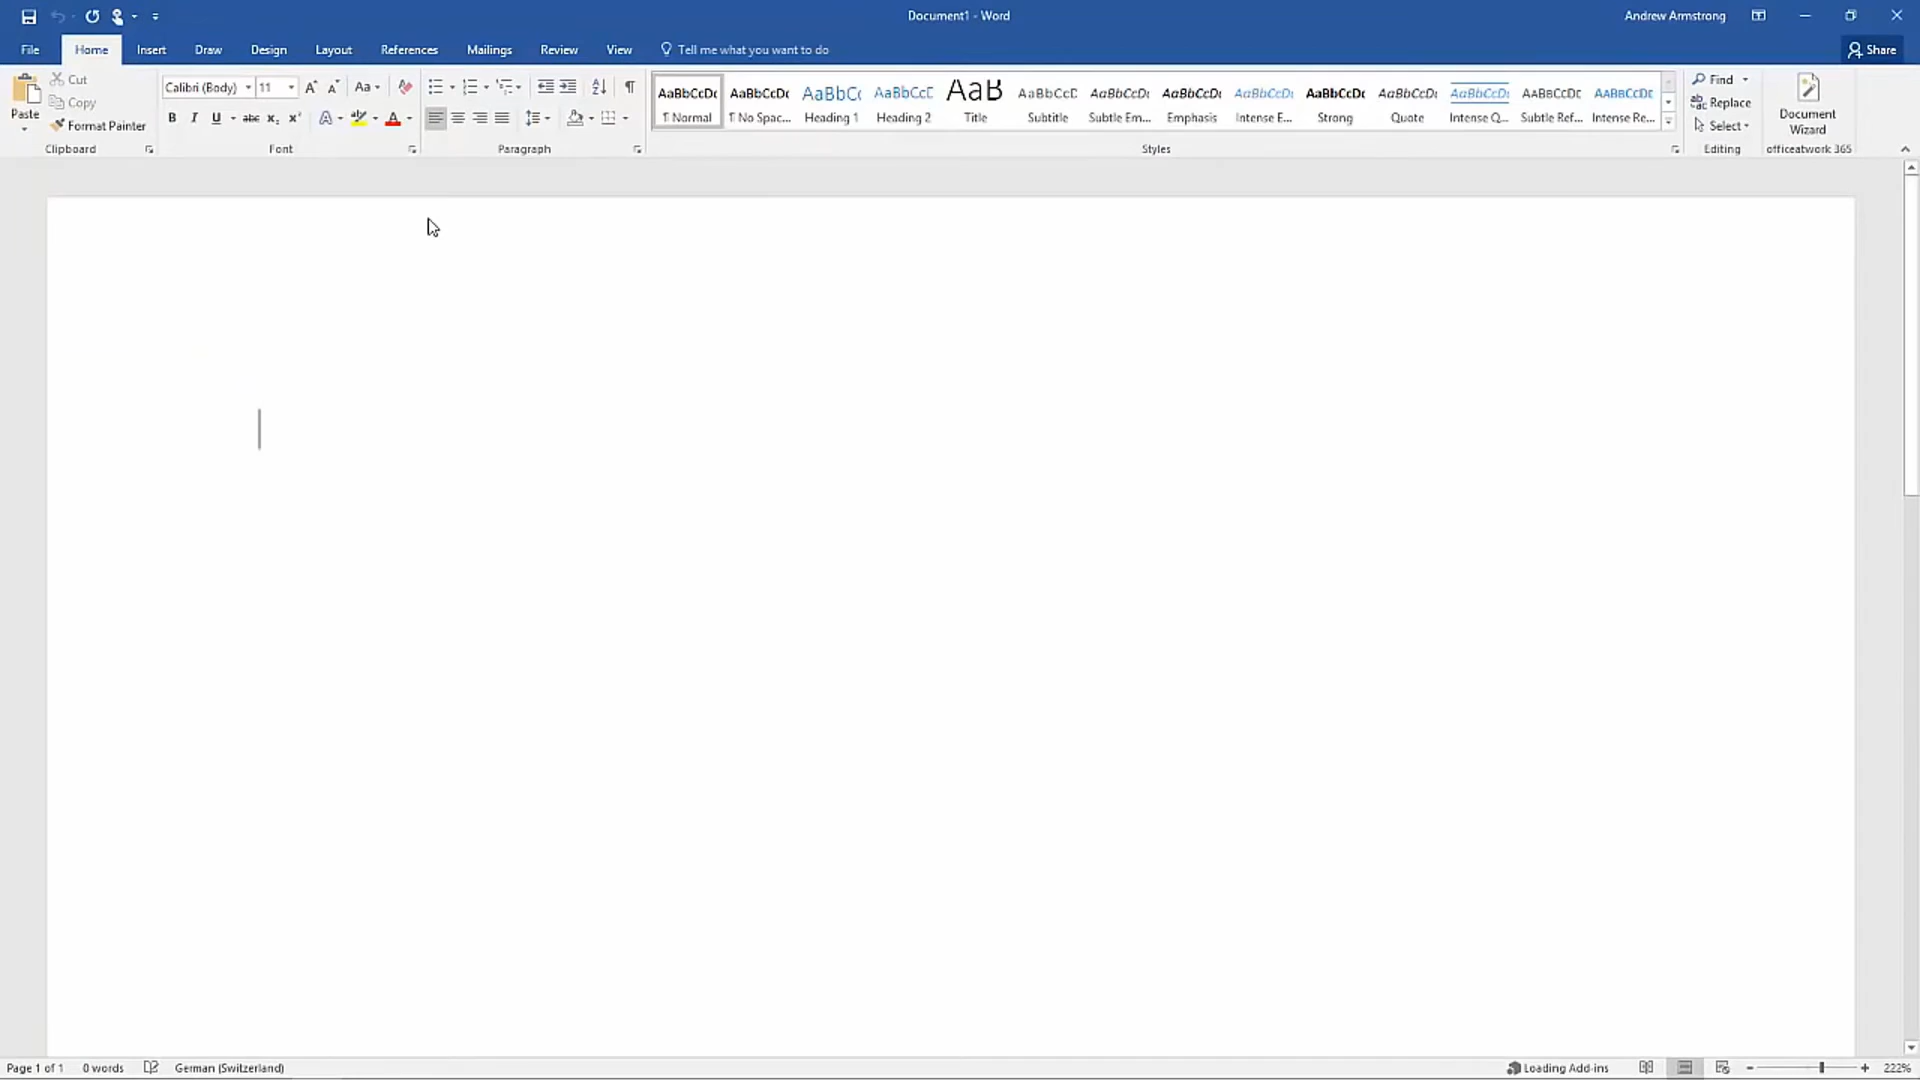 Document1 - Word
Andrew Armstrong
File Home Insert Draw Design Layout References Mailings Review View Tell me what you want to do Share
Paste
Cut
Copy
Format Painter
Clipboard
Calibri (Body) 11 Aa
B I U abc x₂ x² A ab A
Font
Paragraph
AaBbCcDc AaBbCcDc AaBbCc AaBbCcC AaB AaBbCcC AaBbCcDc AaBbCcDc AaBbCcDc AaBbCcDc AaBbCcDc AaBbCcDc AaBbCcDc AaBbCcDc
¶ Normal ¶ No Spac... Heading 1 Heading 2 Title Subtitle Subtle Em... Emphasis Intense E... Strong Quote Intense Q... Subtle Ref... Intense Re...
Styles
Find
Replace
Select
Editing
Document
Wizard
officeatwork 365
Page 1 of 1 0 words German (Switzerland) Loading Add-ins 222%